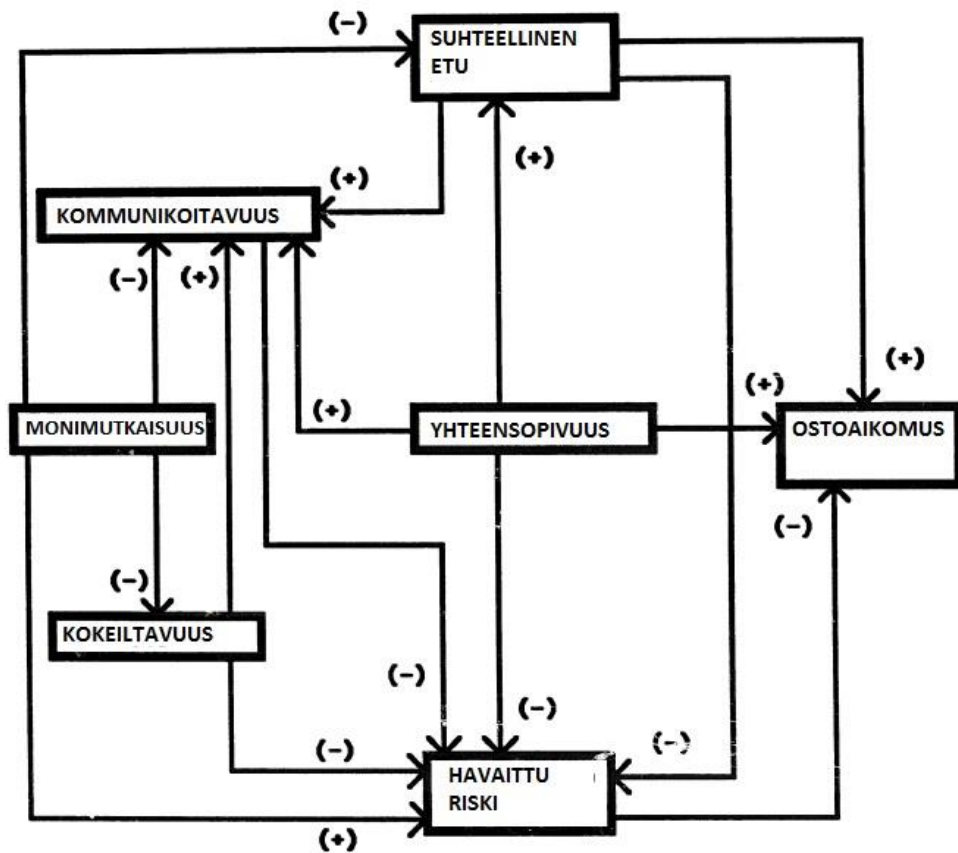 (-)
SUHTEELLINEN
ETU
(+)
(+)
KOMMUNIKOITAVUUS
(-)
(+)
(+)
(+)
(+)
MONIMUTKAISUUS
YHTEENSOPIVUUS
OSTOAIKOMUS
(-)
(-)
KOKEILTAVUUS
(-)
(-)
(-)
(-)
HAVAITTU
RISKI
(+)